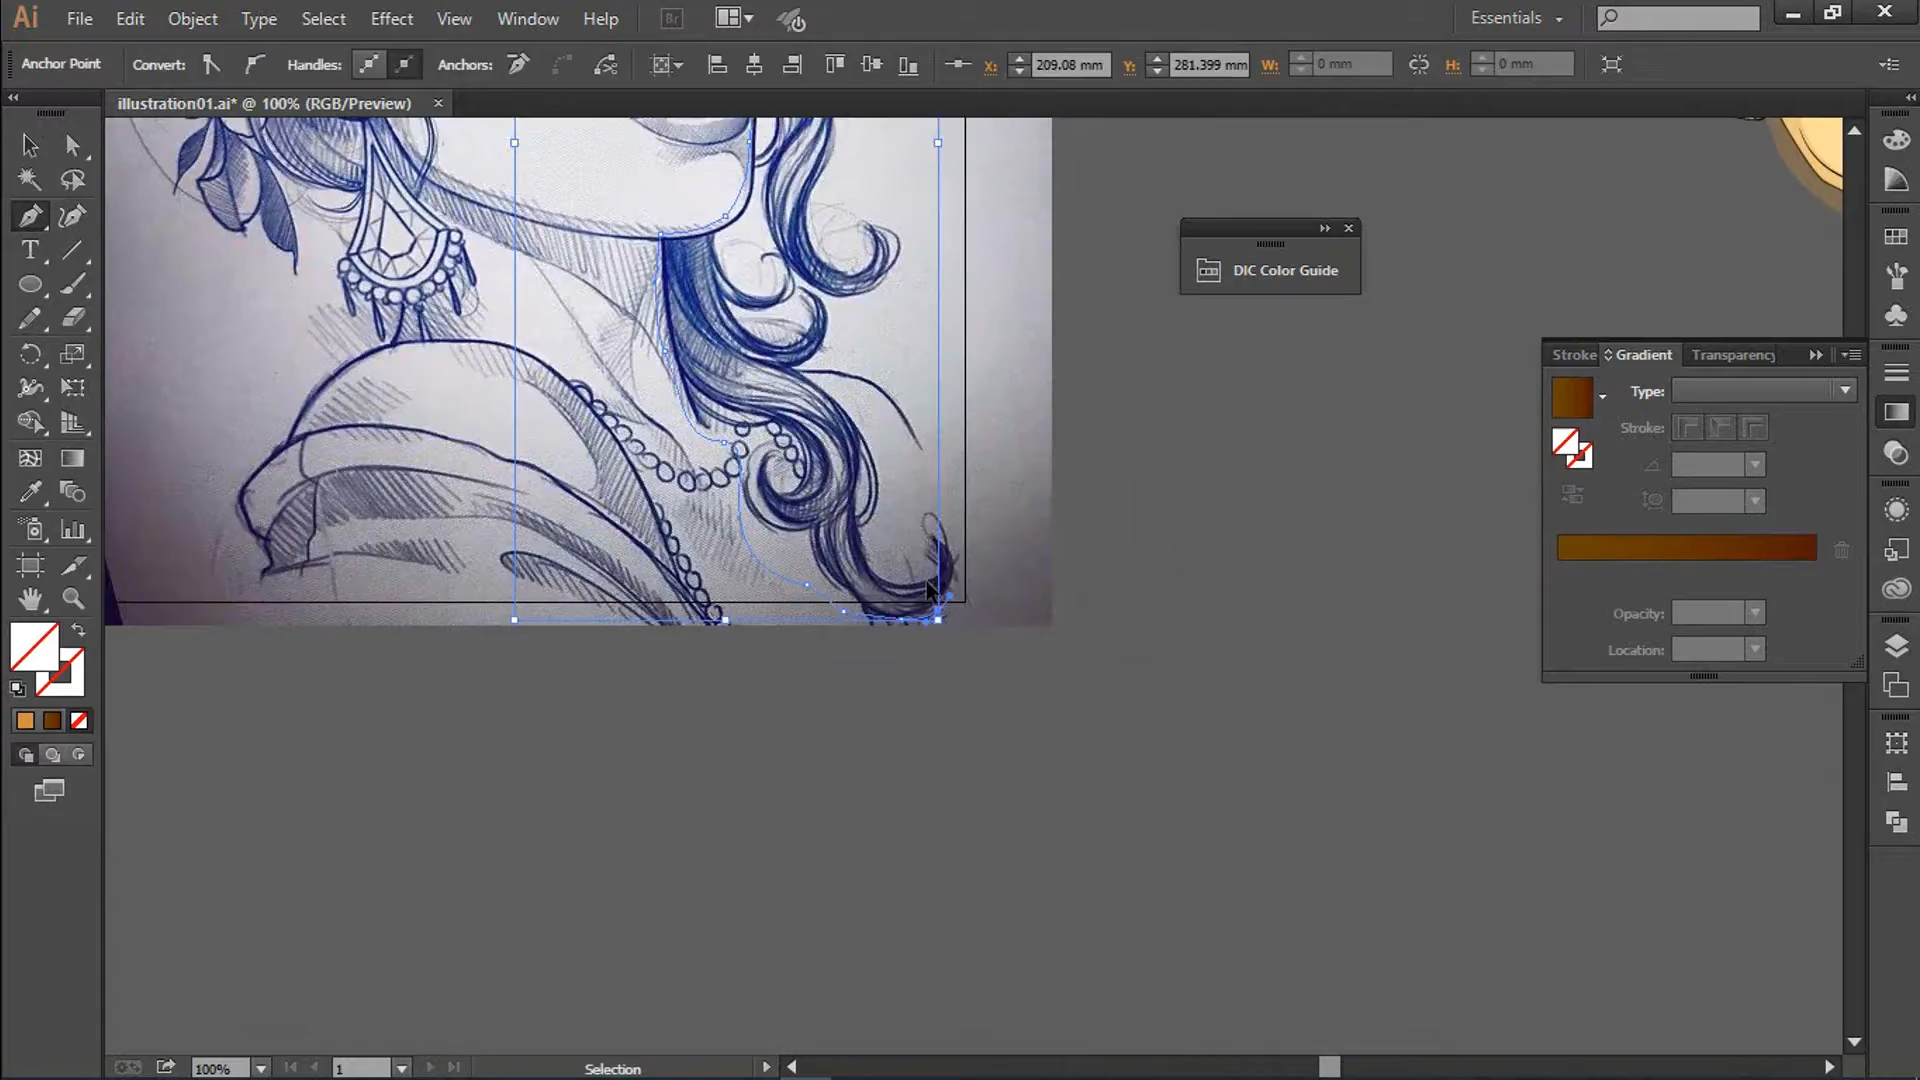 Ai File Edit Object Type Select Effect View Window Help Br Essentials
Anchor Point Convert: Handles: Anchors: X: 209.08 mm Y: 281.399 mm W: 0 mm H: 0 mm
illustration01.ai* @ 100% (RGB/Preview)
DIC Color Guide
Stroke Gradient Transparency
Type:
Stroke:
Opacity:
Location:
100% 1 Selection